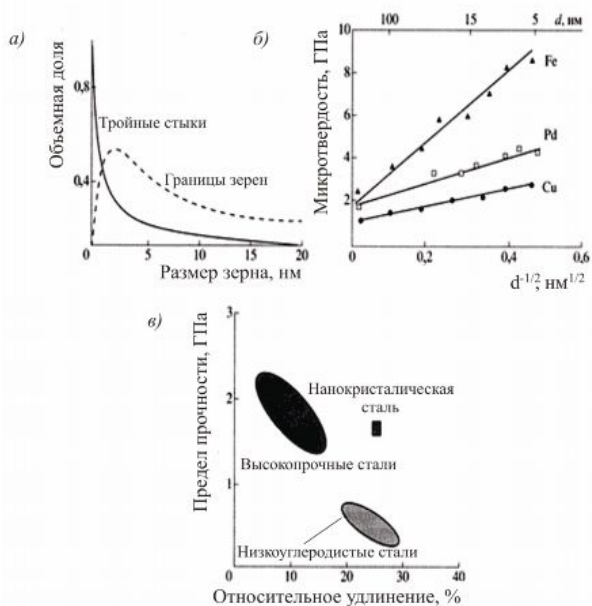 а)
Объемная доля
0,8
0,4
0
Тройные стыки
Границы зерен
5
10
20
Размер зерна, нм
б)
100
15
5
d, нм
Микротвердость, ГПа
10
8
6
4
2
Fe
Pd
Cu
0
0,2
0,4
0,6
d-1/2; нм1/2
в)
Предел прочности, ГПа
3
2
1
0
Нанокристалическая
сталь
Высокопрочные стали
Низкоуглеродистые стали
10
20
30
40
Относительное удлинение, %